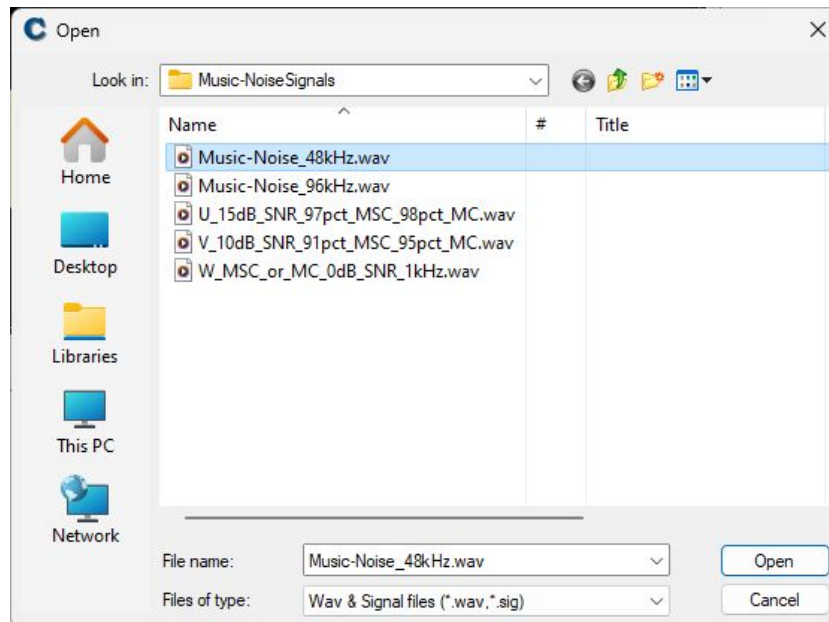 Open
Look in: Music-NoiseSignals
Name # Title
Music-Noise_48kHz.wav
Music-Noise_96kHz.wav
U_15dB_SNR_97pct_MSC_98pct_MC.wav
V_10dB_SNR_91pct_MSC_95pct_MC.wav
W_MSC_or_MC_0dB_SNR_1kHz.wav
Home
Desktop
Libraries
This PC
Network
File name: Music-Noise_48kHz.wav Open
Files of type: Wav & Signal files (*.wav,*.sig) Cancel